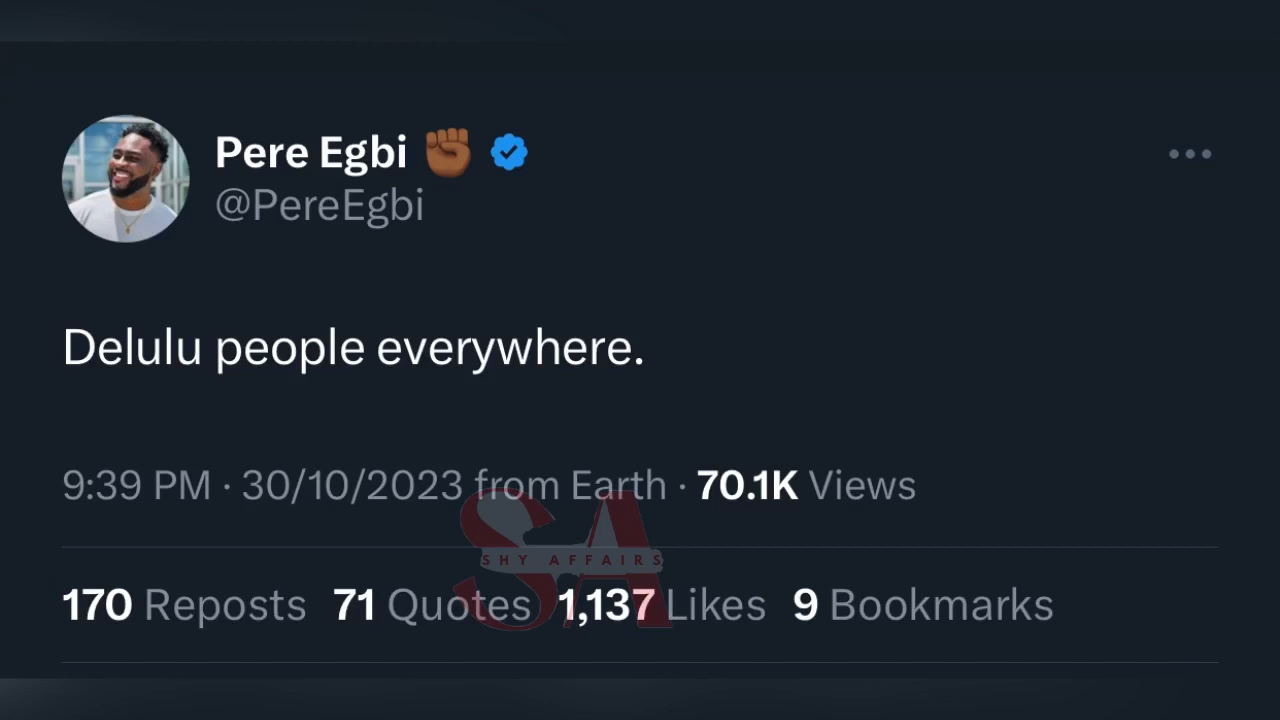 Pere Egbi ✊🏾
@PereEgbi
Delulu people everywhere.
9:39 PM · 30/10/2023 from Earth · 70.1K Views
SA
SHY AFFAIRS
170 Reposts 71 Quotes 1,137 Likes 9 Bookmarks